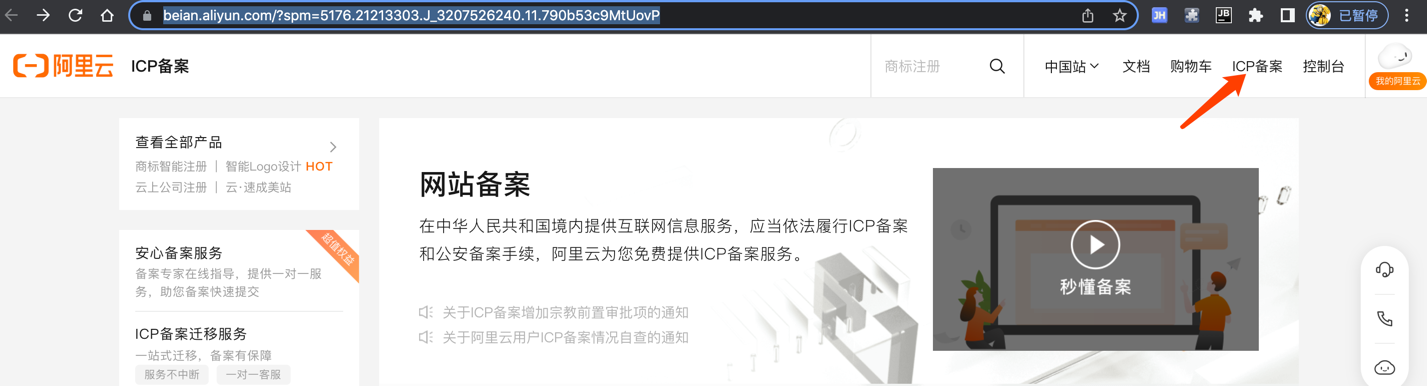 beian.aliyun.com/?spm=5176.21213303.J_3207526240.11.790b53c9MtUovP
JH
JB
已暂停
阿里云
ICP备案
商标注册
中国站
文档
购物车
ICP备案
控制台
我的阿里云
查看全部产品
商标智能注册 | 智能Logo设计 HOT
云上公司注册 | 云·速成美站
超值权益
安心备案服务
备案专家在线指导，提供一对一服
务，助您备案快速提交
ICP备案迁移服务
一站式迁移，备案有保障
服务不中断
一对一客服
网站备案
在中华人民共和国境内提供互联网信息服务，应当依法履行ICP备案
和公安备案手续，阿里云为您免费提供ICP备案服务。
关于ICP备案增加宗教前置审批项的通知
关于阿里云用户ICP备案情况自查的通知
秒懂备案